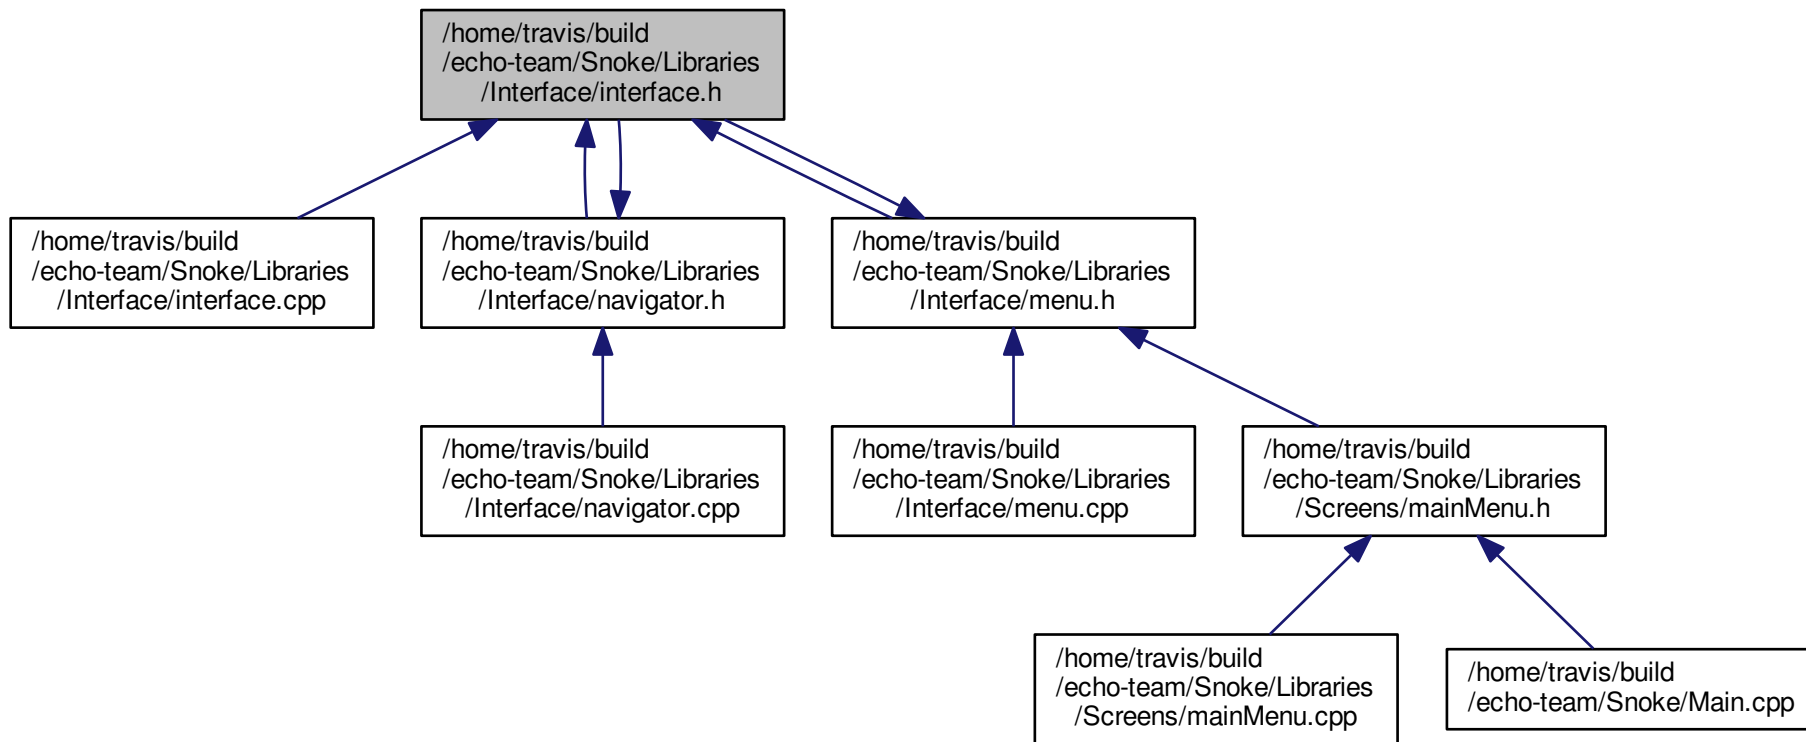 /home/travis/build
/echo-team/Snoke/Libraries
/Interface/interface.h
/home/travis/build
/echo-team/Snoke/Libraries
/Interface/interface.cpp
/home/travis/build
/echo-team/Snoke/Libraries
/Interface/navigator.h
/home/travis/build
/echo-team/Snoke/Libraries
/Interface/menu.h
/home/travis/build
/echo-team/Snoke/Libraries
/Interface/navigator.cpp
/home/travis/build
/echo-team/Snoke/Libraries
/Interface/menu.cpp
/home/travis/build
/echo-team/Snoke/Libraries
/Screens/mainMenu.h
/home/travis/build
/echo-team/Snoke/Libraries
/Screens/mainMenu.cpp
/home/travis/build
/echo-team/Snoke/Main.cpp